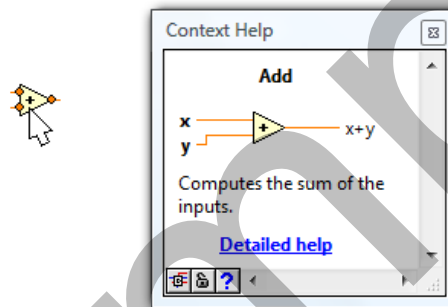 Context Help
Add
+
x
+
x+y
y
Computes the sum of the
inputs.
Detailed help
?